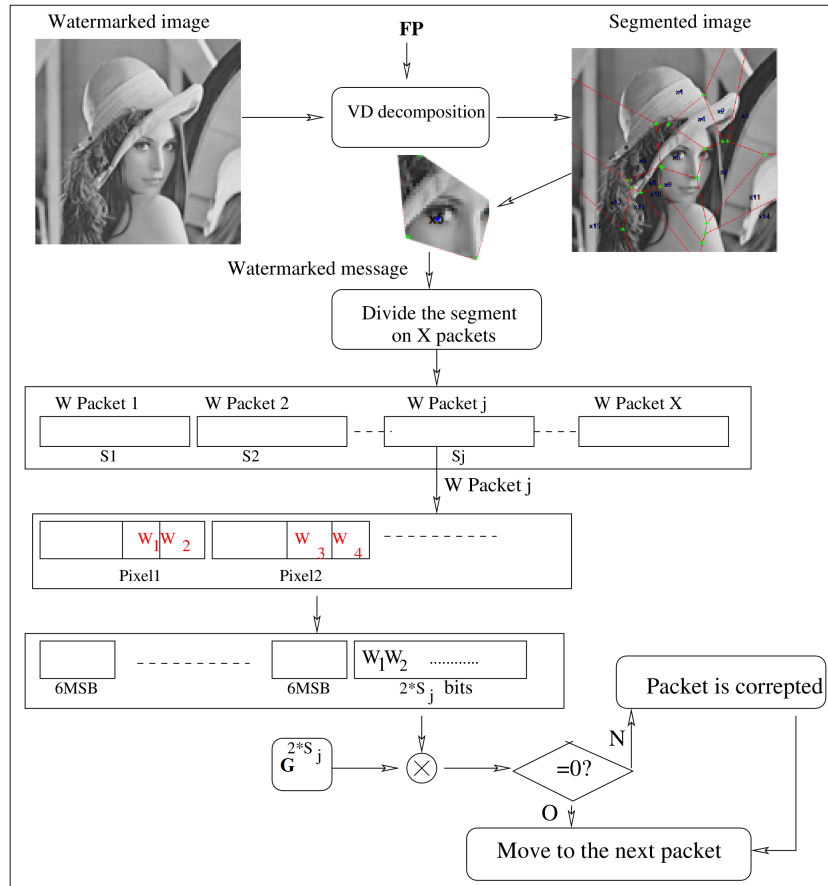 Watermarked image
FP
Segmented image
VD decomposition
Watermarked message
Divide the segment
on X packets
W Packet 1
W Packet 2
W Packet j
W Packet X
S1
S2
Sj
W Packet j
W1 W2
W3 W4
Pixel1
Pixel2
W1W2 ............
6MSB
6MSB
2*Sj bits
Packet is correpted
N
G 2*Sj
=0?
O
Move to the next packet